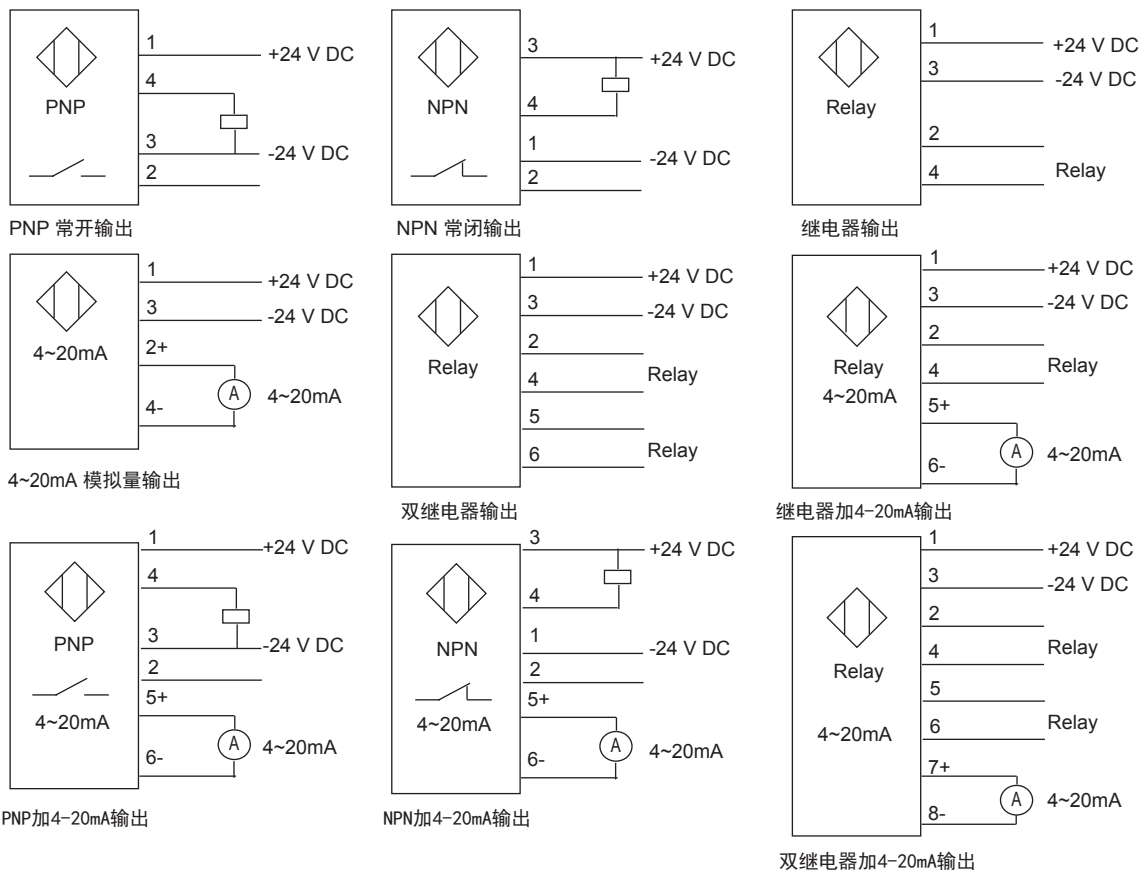 1
+24 V DC
4
PNP
3
-24 V DC
2
PNP 常开输出
3
+24 V DC
NPN
4
1
-24 V DC
2
NPN 常闭输出
1
+24 V DC
3
-24 V DC
Relay
2
4
Relay
继电器输出
1
+24 V DC
3
-24 V DC
4~20mA
2+
A
4~20mA
4-
4~20mA 模拟量输出
1
+24 V DC
3
-24 V DC
2
Relay
4
Relay
5
6
Relay
双继电器输出
1
+24 V DC
3
-24 V DC
2
Relay
4
Relay
4~20mA
5+
A
4~20mA
6-
继电器加4-20mA输出
1
+24 V DC
4
PNP
3
-24 V DC
2
5+
4~20mA
A
4~20mA
6-
PNP加4-20mA输出
3
+24 V DC
4
NPN
1
-24 V DC
2
5+
4~20mA
A
4~20mA
6-
NPN加4-20mA输出
1
+24 V DC
3
-24 V DC
2
4
Relay
Relay
5
6
Relay
4~20mA
7+
A
4~20mA
8-
双继电器加4-20mA输出